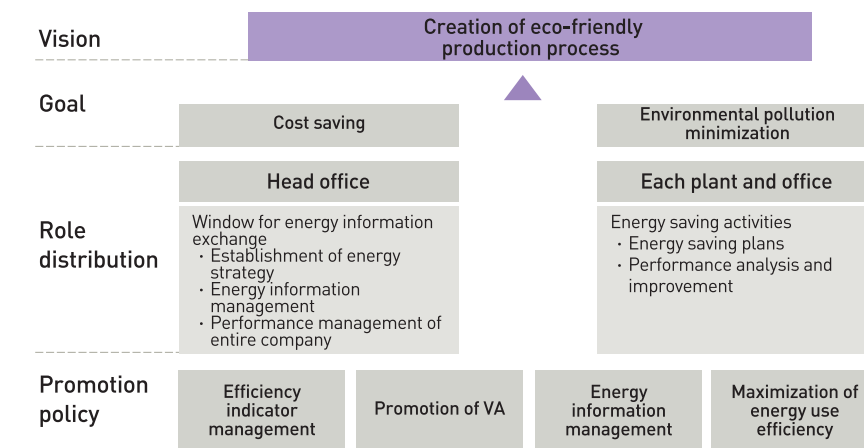 Vision
Creation of eco-friendly
production process
Goal
Cost saving
Environmental pollution
minimization
Role
distribution
Head office
Window for energy information
exchange
· Establishment of energy
strategy
· Energy information
management
· Performance management of
entire company
Each plant and office
Energy saving activities
· Energy saving plans
· Performance analysis and
improvement
Promotion
policy
Efficiency
indicator
management
Promotion of VA
Energy
information
management
Maximization of
energy use
efficiency